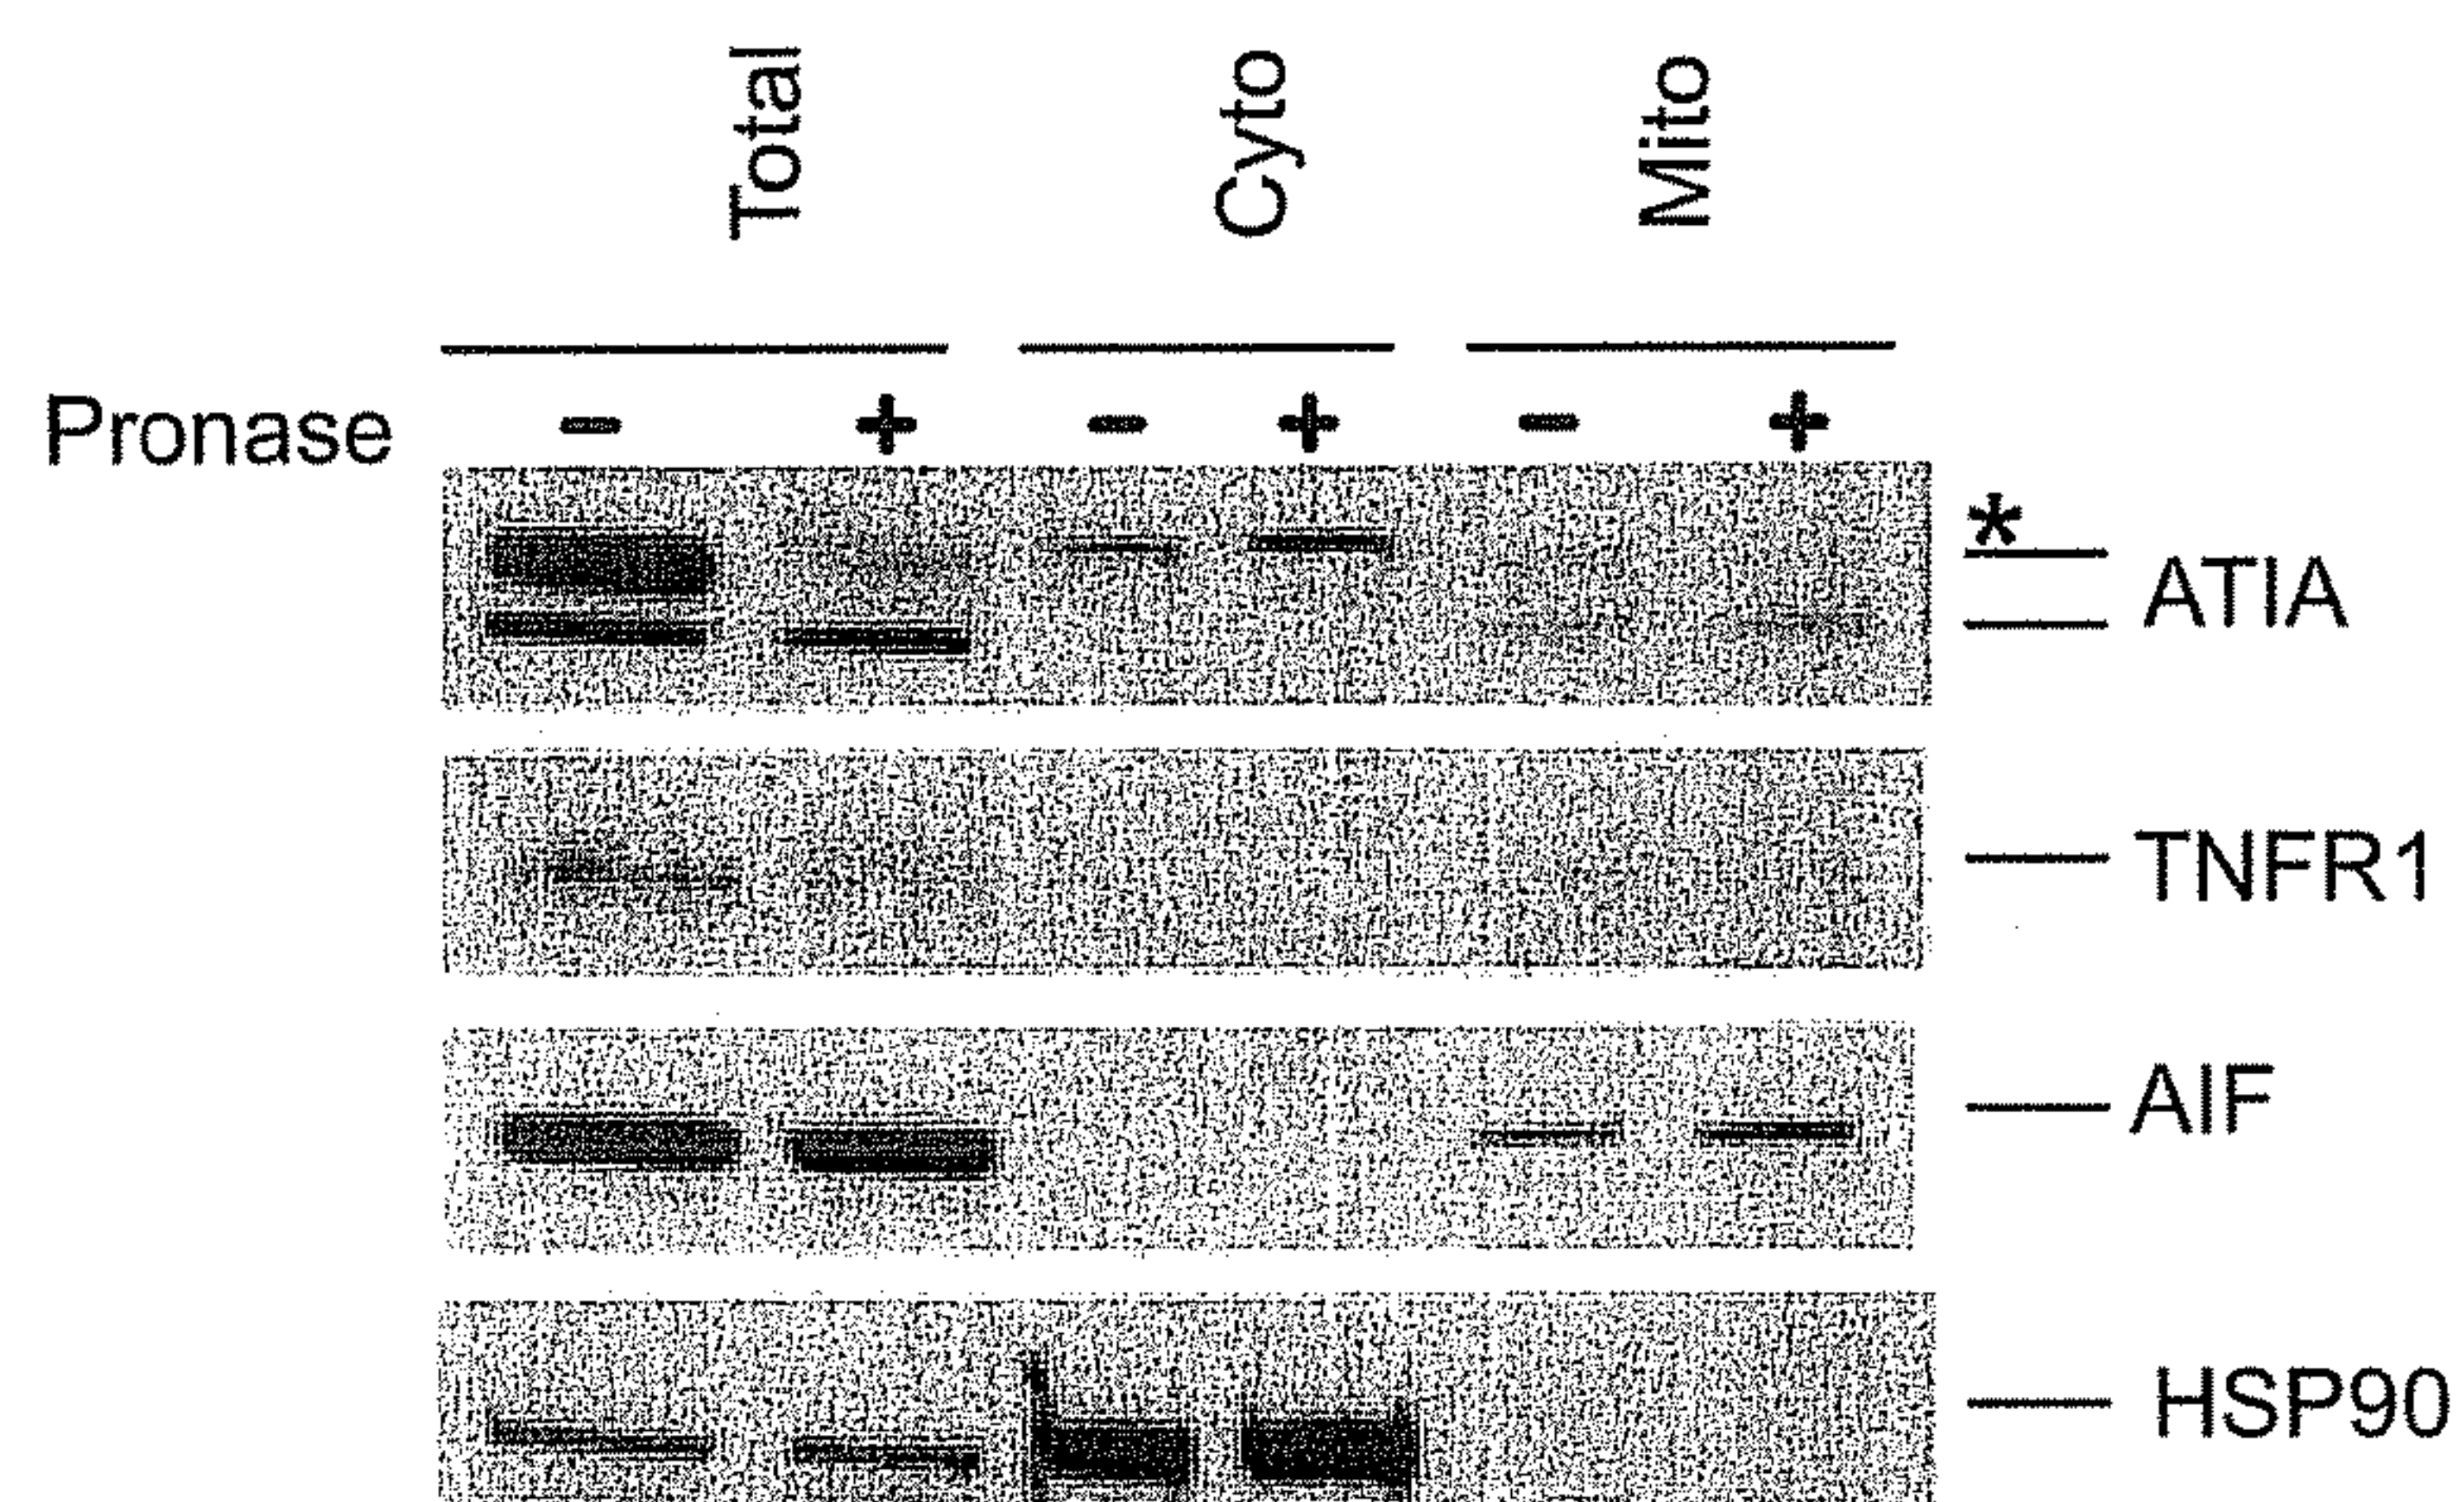 Total Cyto Mito
Pronase - + - + - +
*
ATIA
TNFR1
AIF
HSP90